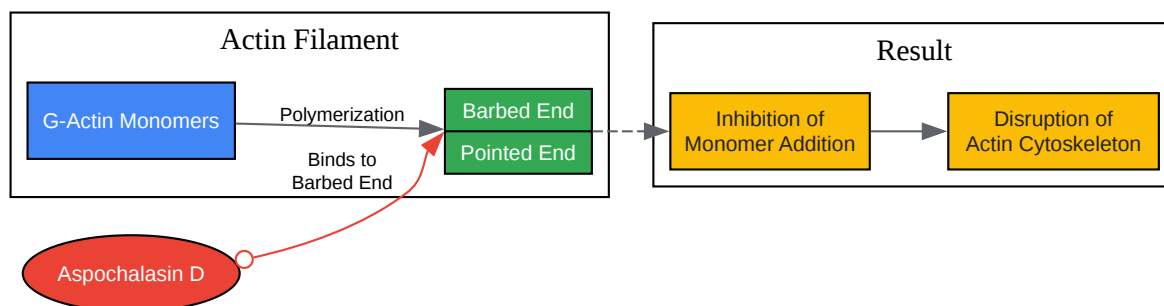 Actin Filament
G-Actin Monomers
Polymerization
Barbed End
Pointed End
Binds to
Barbed End
Aspochalasin D
Result
Inhibition of
Monomer Addition
Disruption of
Actin Cytoskeleton